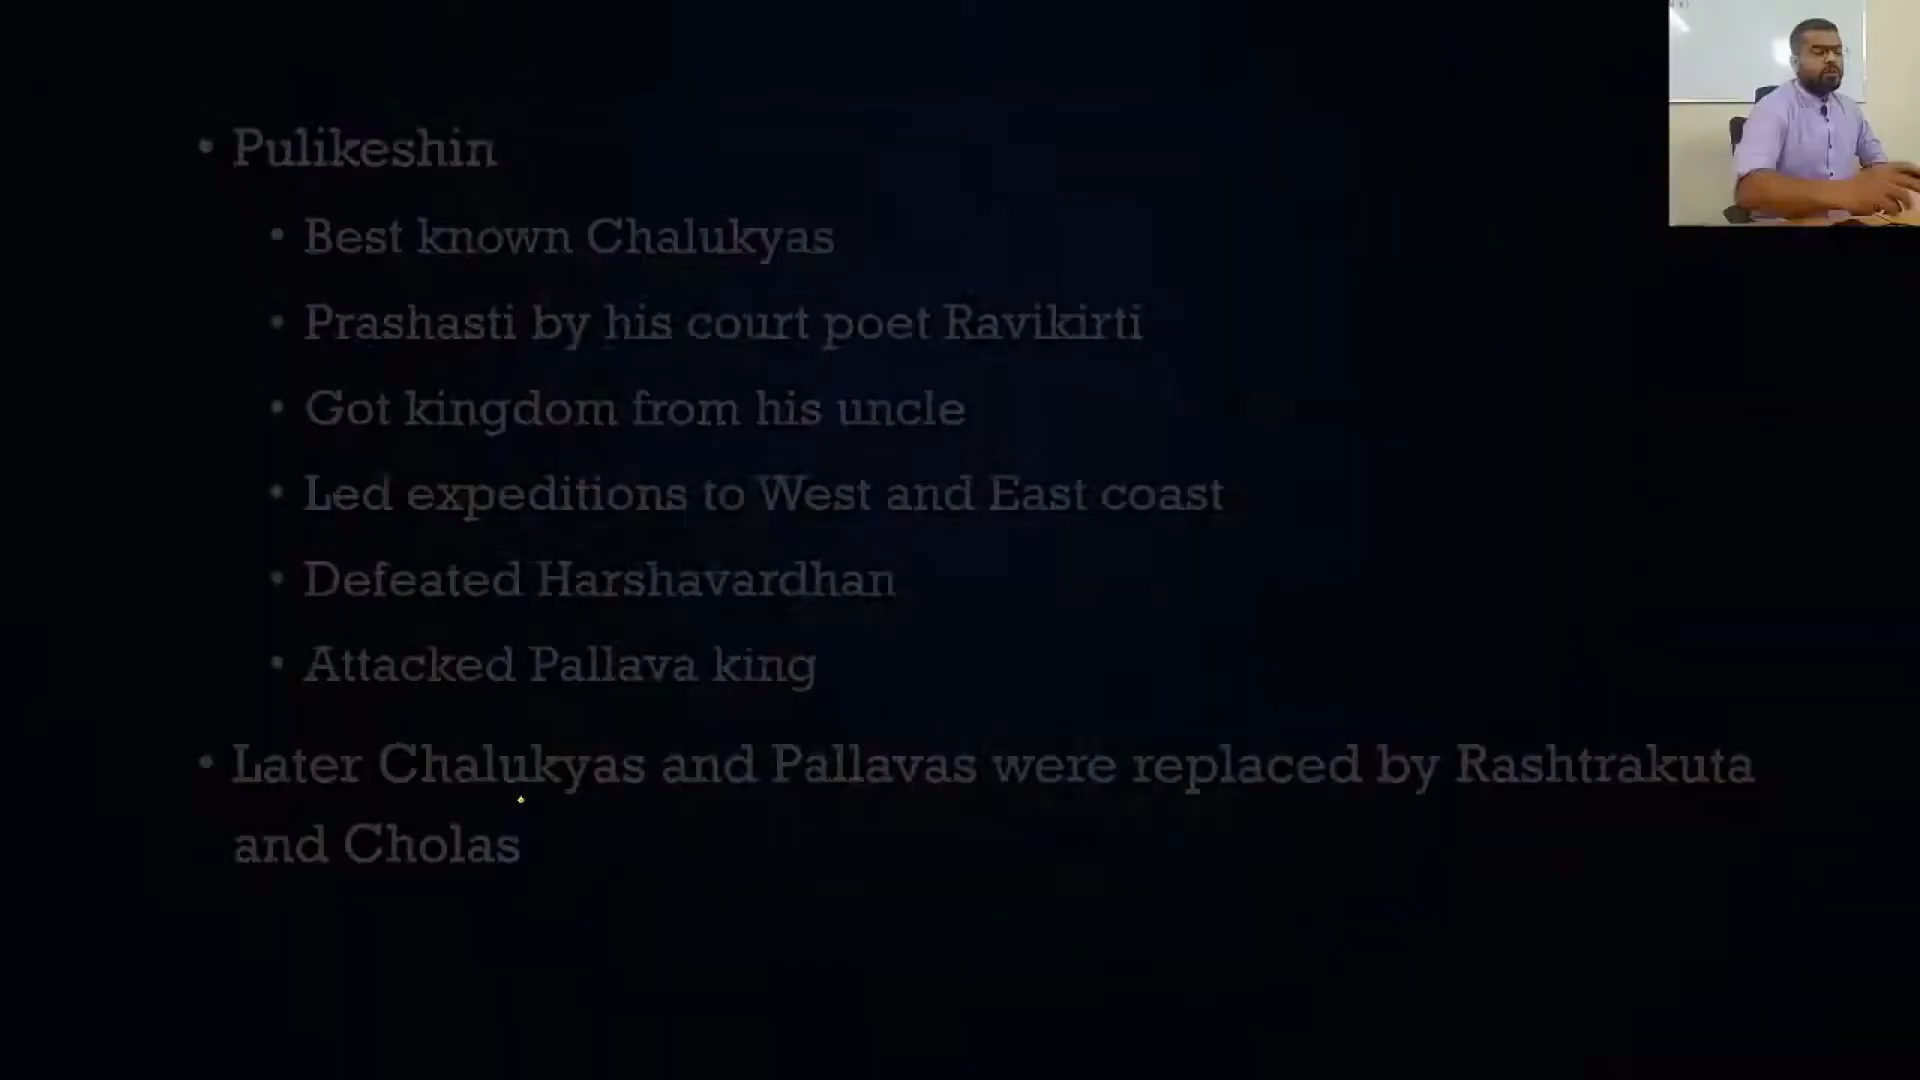 • Pulikeshin
• Best known Chalukyas
• Prashasti by his court poet Ravikirti
• Got kingdom from his uncle
• Led expeditions to West and East coast
• Defeated Harshavardhan
• Attacked Pallava king
• Later Chalukyas and Pallavas were replaced by Rashtrakuta
and Cholas